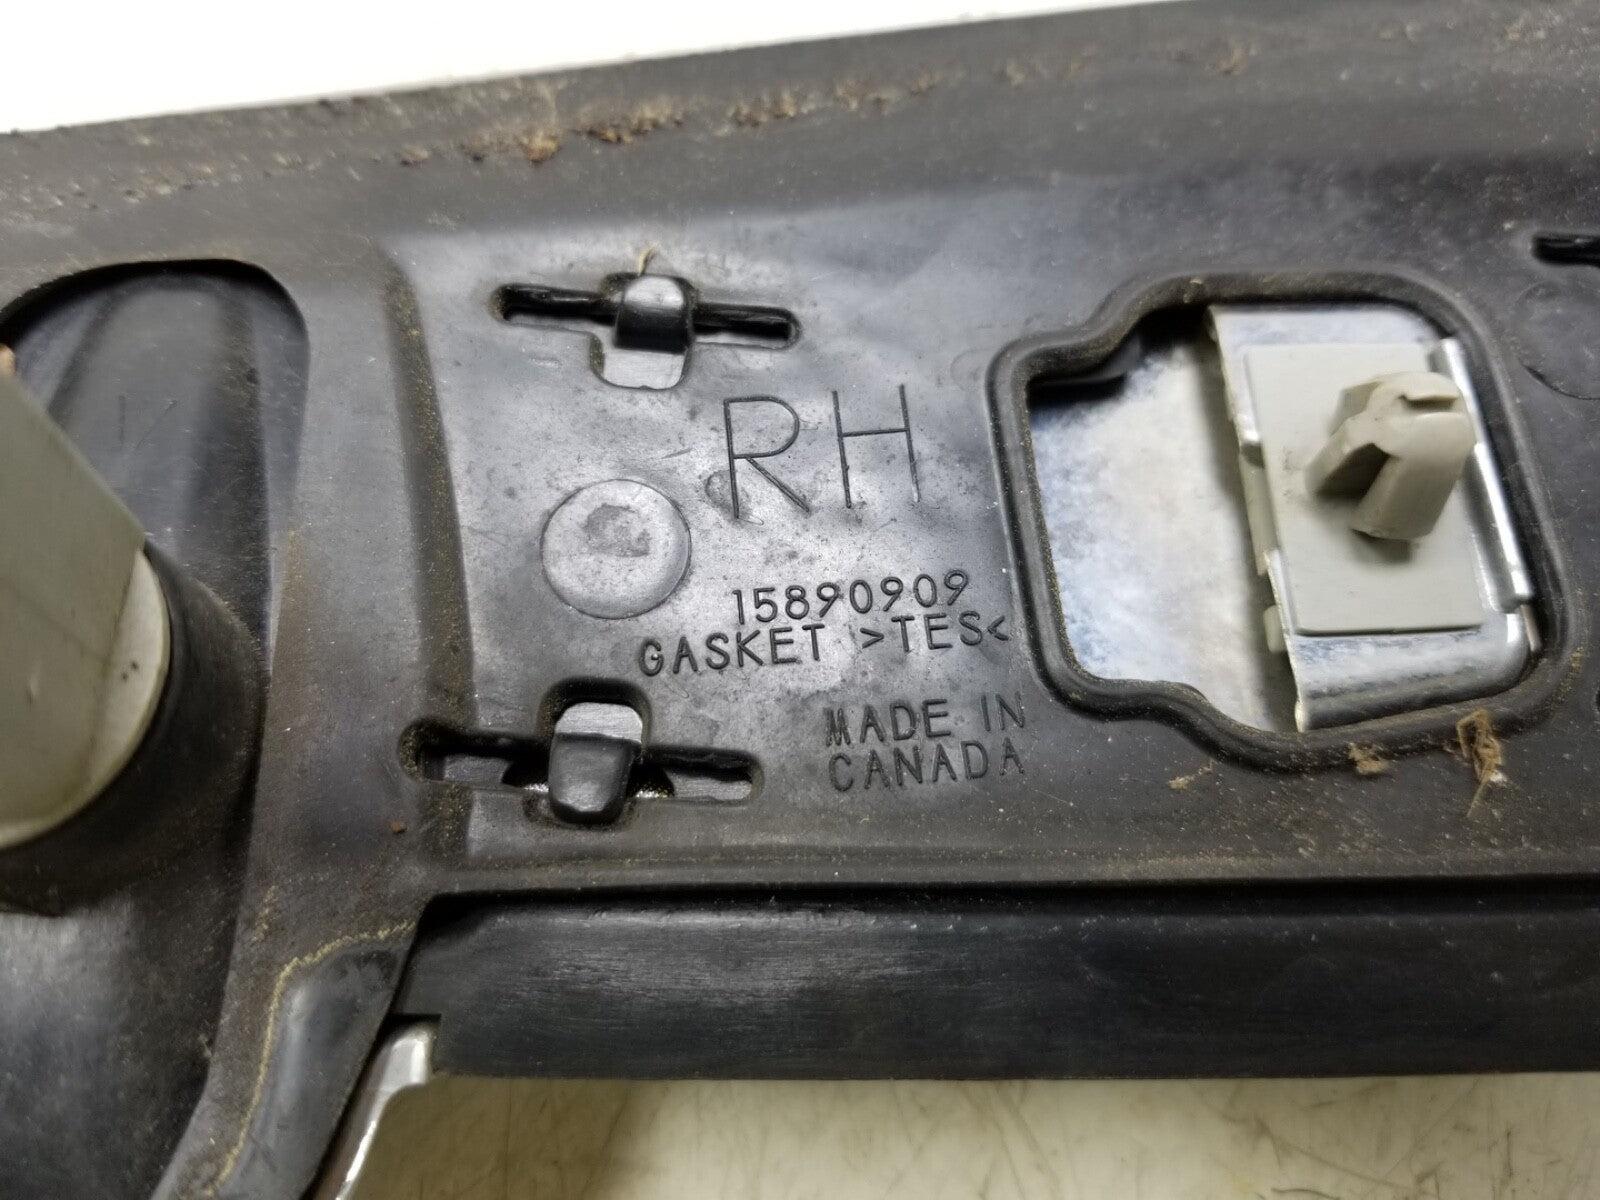 RH
15890909
GASKET >TES<
MADE IN
CANADA